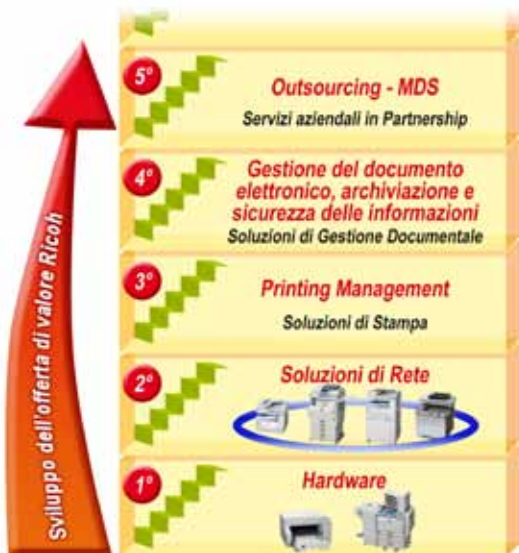 5°
Outsourcing - MDS
Servizi aziendali in Partnership
4°
Gestione del documento
elettronico, archiviazione e
sicurezza delle informazioni
Soluzioni di Gestione Documentale
3°
Printing Management
Soluzioni di Stampa
2°
Soluzioni di Rete
1°
Hardware
Sviluppo dell'offerta di valore Ricoh